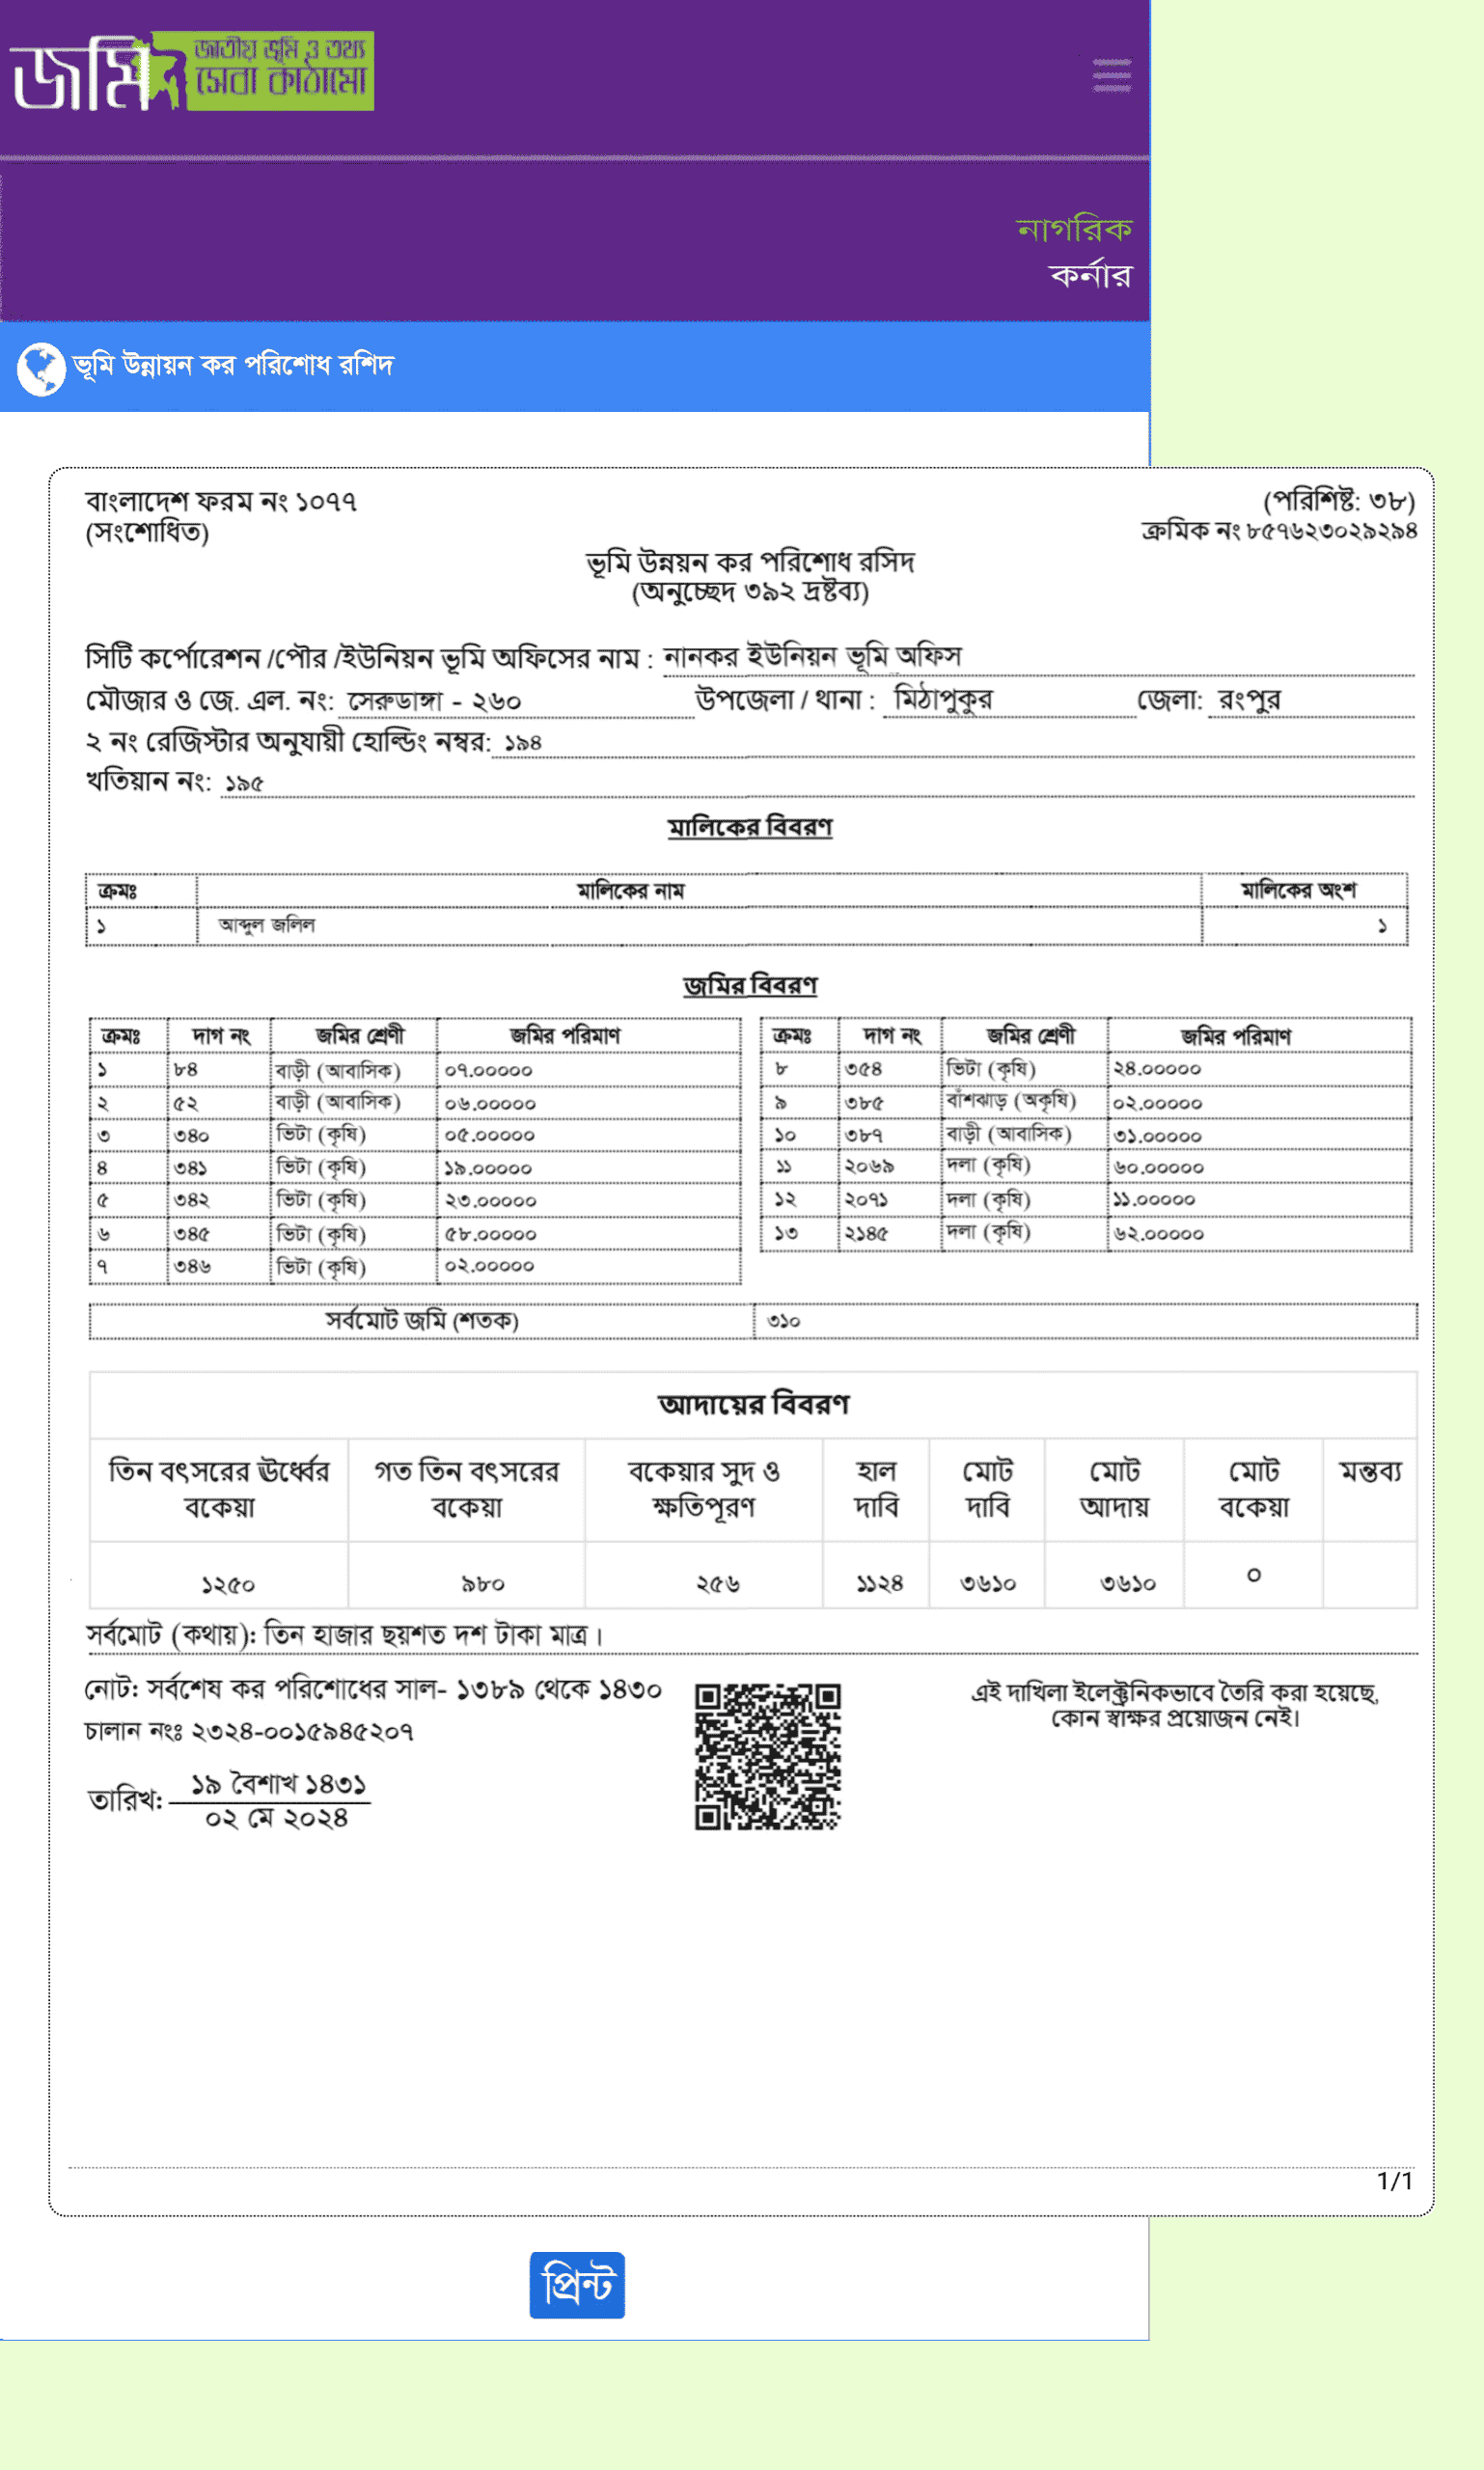 জমি জাতীয় ভূমি ও তথ্য
সেবা কাঠামো
নাগরিক
কর্নার
ভূমি উন্নায়ন কর পরিশোধ রশিদ
বাংলাদেশ ফরম নং ১০৭৭
(সংশোধিত)
(পরিশিষ্ট: ৩৮)
ক্রমিক নং ৮৫৭৬২৩০২৯২৯৪
ভূমি উন্নয়ন কর পরিশোধ রসিদ
(অনুচ্ছেদ ৩৯২ দ্রষ্টব্য)
সিটি কর্পোরেশন /পৌর /ইউনিয়ন ভূমি অফিসের নাম : নানকর ইউনিয়ন ভূমি অফিস
মৌজার ও জে. এল. নং: সেরুডাঙ্গা - ২৬০ উপজেলা / থানা : মিঠাপুকুর জেলা: রংপুর
২ নং রেজিস্টার অনুযায়ী হোল্ডিং নম্বর: ১৯৪
খতিয়ান নং: ১৯৫
মালিকের বিবরণ
ক্রমঃ মালিকের নাম মালিকের অংশ
১ আব্দুল জলিল ১
জমির বিবরণ
ক্রমঃ দাগ নং জমির শ্রেণী জমির পরিমাণ
১ ৮৪ বাড়ী (আবাসিক) ০৭.০০০০০
২ ৫২ বাড়ী (আবাসিক) ০৬.০০০০০
৩ ৩৪০ ভিটা (কৃষি) ০৫.০০০০০
৪ ৩৪১ ভিটা (কৃষি) ১৯.০০০০০
৫ ৩৪২ ভিটা (কৃষি) ২৩.০০০০০
৬ ৩৪৫ ভিটা (কৃষি) ৫৮.০০০০০
৭ ৩৪৬ ভিটা (কৃষি) ০২.০০০০০
ক্রমঃ দাগ নং জমির শ্রেণী জমির পরিমাণ
৮ ৩৫৪ ভিটা (কৃষি) ২৪.০০০০০
৯ ৩৮৫ বাঁশঝাড় (অকৃষি) ০২.০০০০০
১০ ৩৮৭ বাড়ী (আবাসিক) ৩১.০০০০০
১১ ২০৬৯ দলা (কৃষি) ৬০.০০০০০
১২ ২০৭১ দলা (কৃষি) ১১.০০০০০
১৩ ২১৪৫ দলা (কৃষি) ৬২.০০০০০
সর্বমোট জমি (শতক) ৩১০
আদায়ের বিবরণ
তিন বৎসরের ঊর্ধ্বের গত তিন বৎসরের বকেয়ার সুদ ও হাল মোট মোট মোট মন্তব্য
বকেয়া বকেয়া ক্ষতিপূরণ দাবি দাবি আদায় বকেয়া
১২৫০ ৯৮০ ২৫৬ ১১২৪ ৩৬১০ ৩৬১০ ০
সর্বমোট (কথায়): তিন হাজার ছয়শত দশ টাকা মাত্র।
নোট: সর্বশেষ কর পরিশোধের সাল- ১৩৮৯ থেকে ১৪৩০
চালান নংঃ ২৩২৪-০০১৫৯৪৫২০৭
তারিখ: ১৯ বৈশাখ ১৪৩১
০২ মে ২০২৪
এই দাখিলা ইলেক্ট্রনিকভাবে তৈরি করা হয়েছে,
কোন স্বাক্ষর প্রয়োজন নেই।
1/1
প্রিন্ট